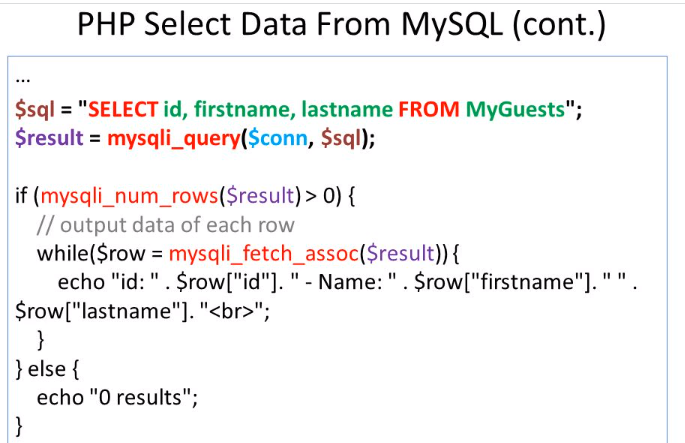 PHP Select Data From MySQL (cont.)
...
$sql = "SELECT id, firstname, lastname FROM MyGuests";
$result = mysqli_query($conn, $sql);
if (mysqli_num_rows($result) > 0) {
// output data of each row
while($row = mysqli_fetch_assoc($result)) {
echo "id: " . $row["id"]. " - Name: " . $row["firstname"]. " " .
$row["lastname"]. "<br>";
}
} else {
echo "0 results";
}